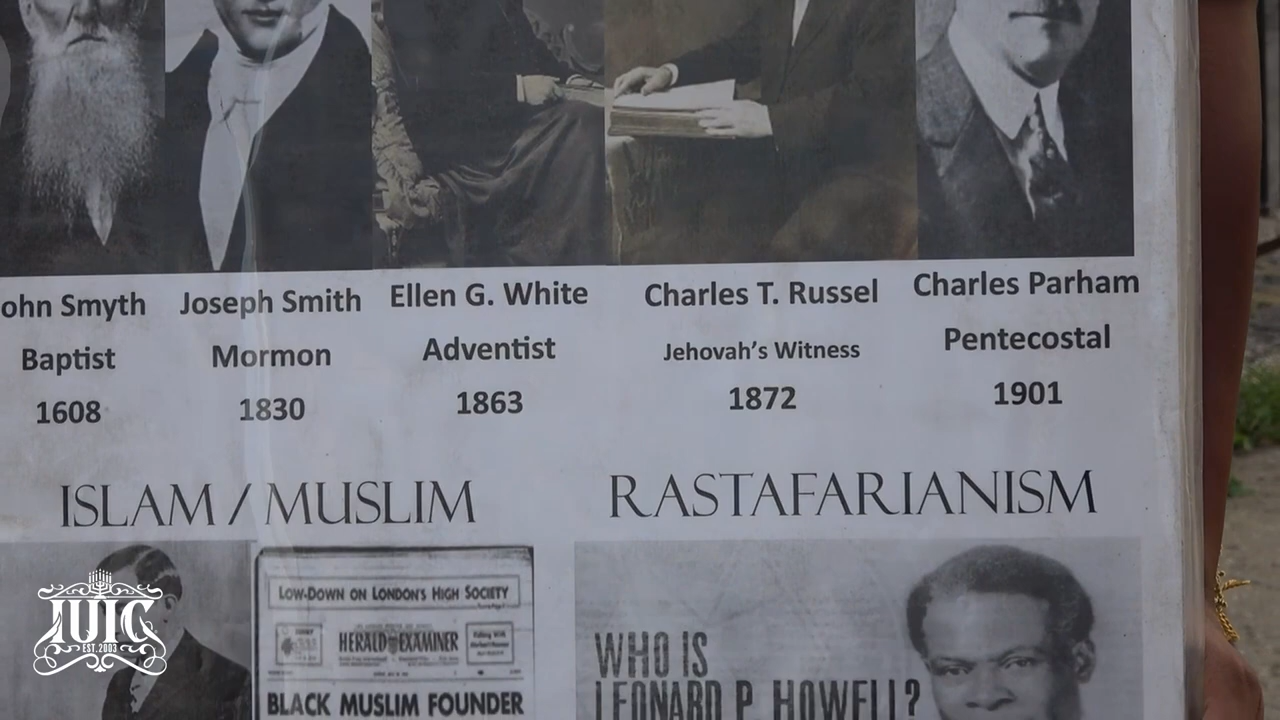 ohn Smyth
Baptist
1608
Joseph Smith
Mormon
1830
Ellen G. White
Adventist
1863
Charles T. Russel
Jehovah's Witness
1872
Charles Parham
Pentecostal
1901
ISLAM / MUSLIM
RASTAFARIANISM
LOW-DOWN ON LONDON'S HIGH SOCIETY
HERALD EXAMINER
BLACK MUSLIM FOUNDER
WHO IS
LEONARD P. HOWELL?
IUIC
EST. 2003